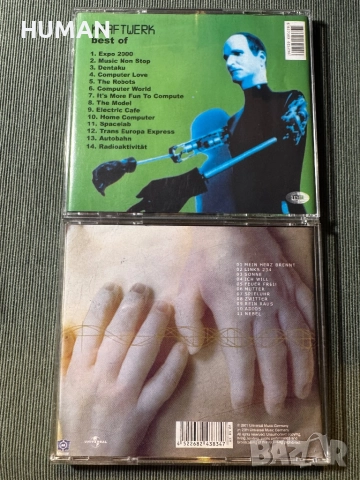 best of
1. Expo 2000
2. Music Non Stop
3. Dentaku
4. Computer Love
5. The Robots
6. Computer World
7. It's More Fun To Compute
8. The Model
9. Electric Cafe
10. Home Computer
11. Spacelab
12. Trans Europa Express
13. Autobahn
14. Radioaktivität
01 MEIN HERZ BRENNT
02 LINKS 234
03 SONNE
04 ICH WILL
05 FEUER FREI
06 MUTTER
07 SPIELUHR
08 ZWITTER
09 REIN RAUS
10 ADIOS
11 NEBEL
4 522682 438347
bazar